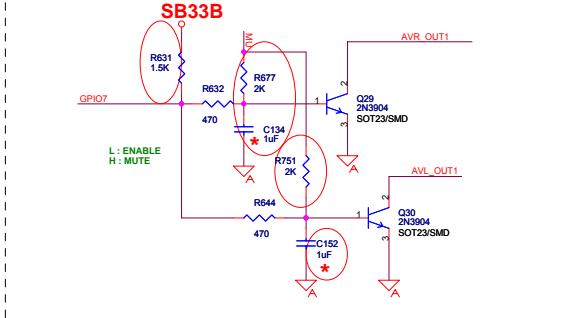 SB33B
AVR_OUT1
MU
R631
1.5K
R632
R677
2K
GPIO7
470
1
2
3
Q29
2N3904
SOT23/SMD
C134
1uF
*
L : ENABLE
H : MUTE
A
A
R751
2K
AVL_OUT1
R644
470
1
2
3
Q30
2N3904
SOT23/SMD
C152
1uF
*
A
A